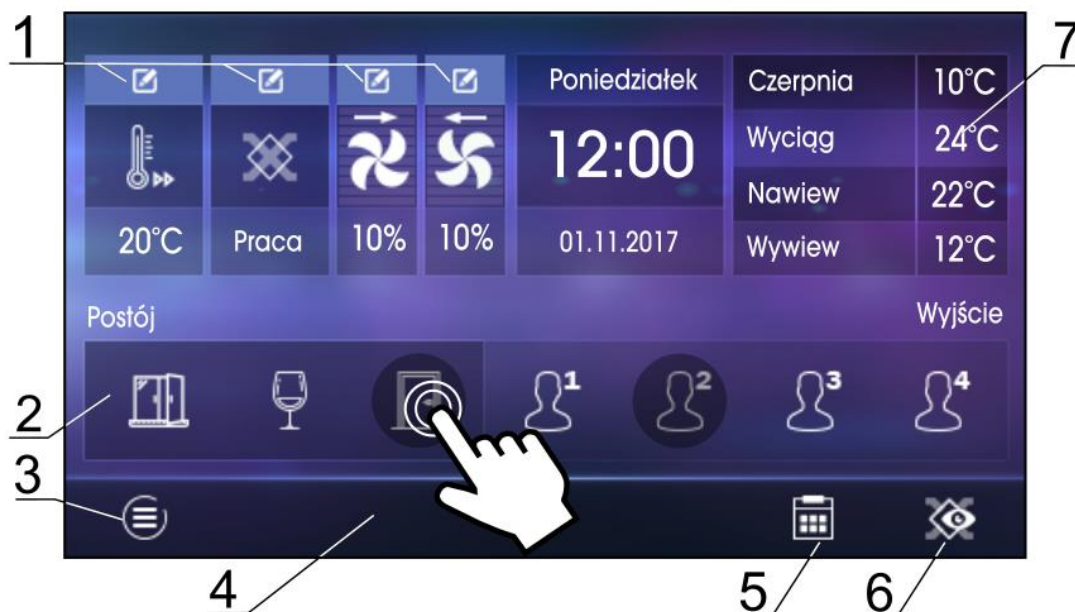 1
7
Poniedziałek
Czerpnia 10°C
12:00
Wyciąg 24°C
Nawiew 22°C
20°C Praca 10% 10% 01.11.2017
Wywiew 12°C
Postój Wyjście
1 2 3 4
2
3
4 5 6